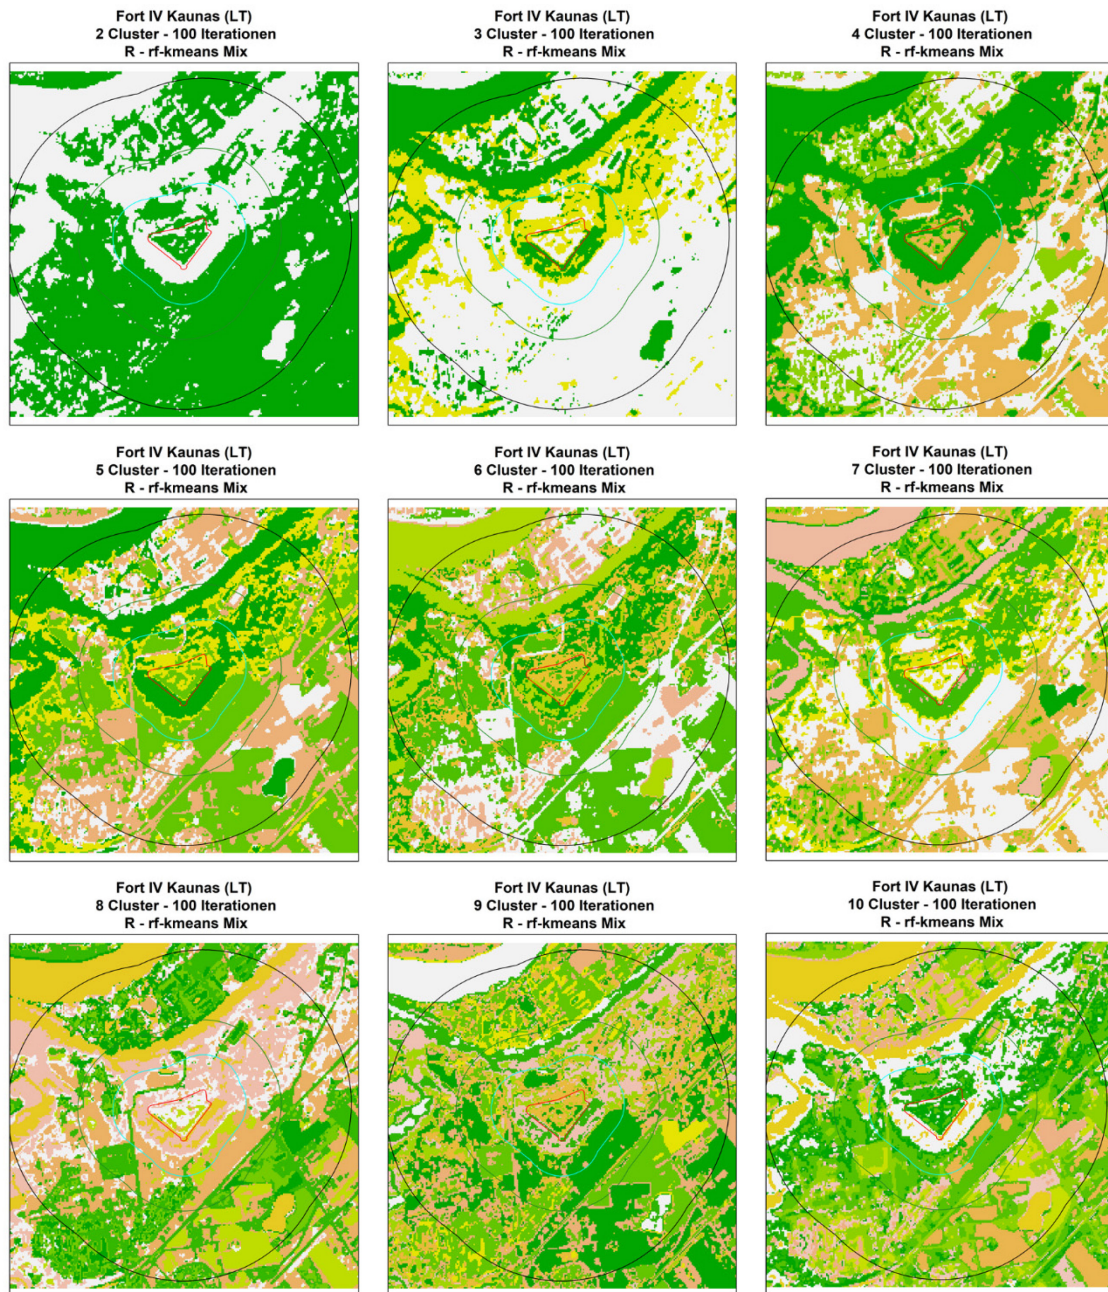 Fort IV Kaunas (LT)
2 Cluster - 100 Iterationen
R - rf-kmeans Mix
Fort IV Kaunas (LT)
3 Cluster - 100 Iterationen
R - rf-kmeans Mix
Fort IV Kaunas (LT)
4 Cluster - 100 Iterationen
R - rf-kmeans Mix
Fort IV Kaunas (LT)
5 Cluster - 100 Iterationen
R - rf-kmeans Mix
Fort IV Kaunas (LT)
6 Cluster - 100 Iterationen
R - rf-kmeans Mix
Fort IV Kaunas (LT)
7 Cluster - 100 Iterationen
R - rf-kmeans Mix
Fort IV Kaunas (LT)
8 Cluster - 100 Iterationen
R - rf-kmeans Mix
Fort IV Kaunas (LT)
9 Cluster - 100 Iterationen
R - rf-kmeans Mix
Fort IV Kaunas (LT)
10 Cluster - 100 Iterationen
R - rf-kmeans Mix